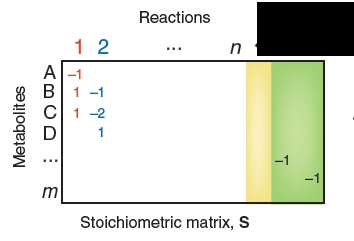 Reactions
1 2 ... n
Metabolites
A -1
B 1 -1
C 1 -2
D 1
... -1
-1
m
Stoichiometric matrix, S